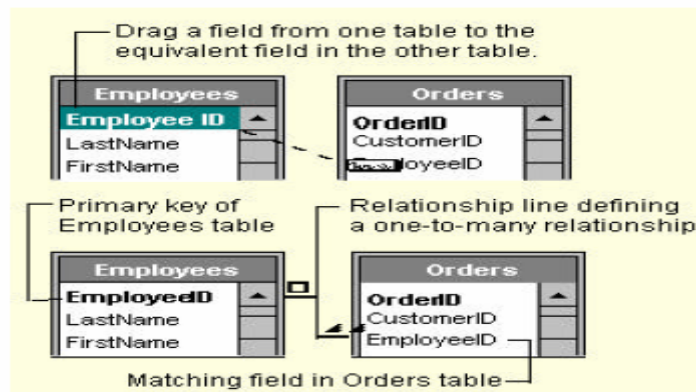 Drag a field from one table to the
equivalent field in the other table.
Employees
Orders
Employee ID
LastName
FirstName
OrderID
CustomerID
loyeeID
Primary key of
Employees table
Relationship line defining
a one-to-many relationship
Employees
Orders
EmployeeID
LastName
FirstName
OrderID
CustomerID
EmployeeID
Matching field in Orders table